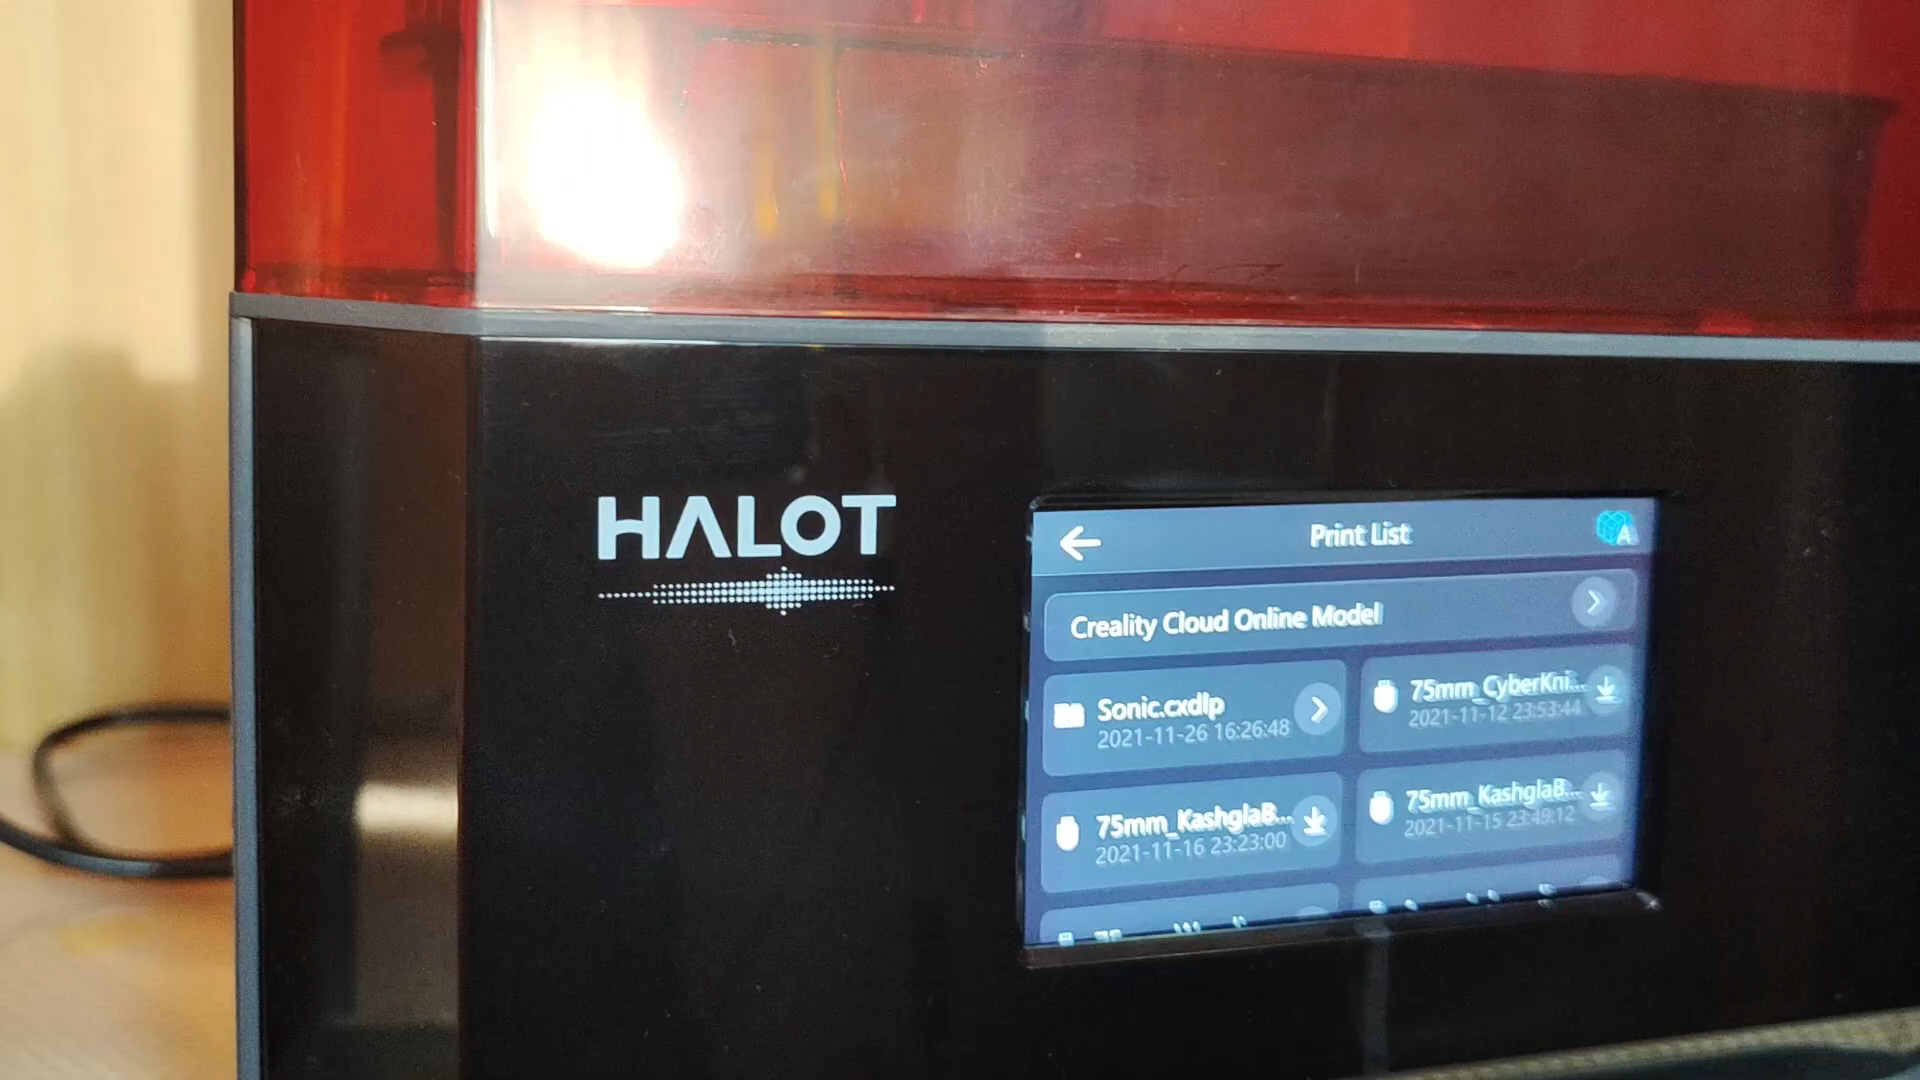 HALOT
Print List
A
Creality Cloud Online Model
Sonic.cxdlp
2021-11-26 16:26:48
75mm_CyberKni...
2021-11-12 23:53:44
75mm_KashglaB...
2021-11-16 23:23:00
75mm_KashglaB...
2021-11-15 23:49:12